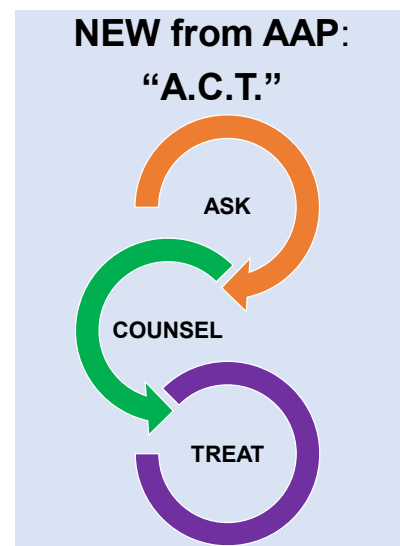 NEW from AAP:
“A.C.T.”
ASK
COUNSEL
TREAT